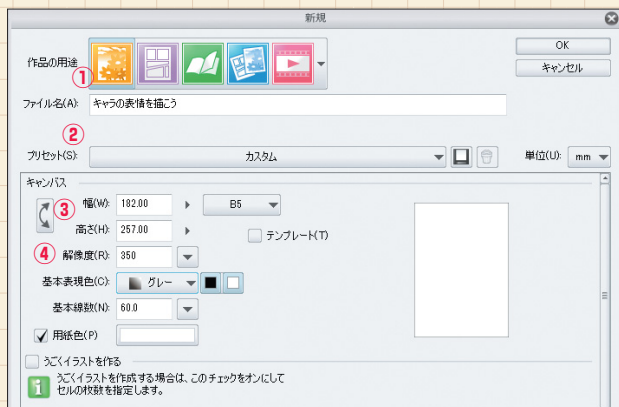 新規
作品の用途
OK
①
キャンセル
ファイル名(A): キャラの表情を描こう
②
プリセット(S): カスタム 単位(U): mm
キャンバス
③ 幅(W): 182.00 B5
高さ(H): 257.00 テンプレート(T)
④ 解像度(R): 350
基本表現色(C): グレー
基本線数(N): 60.0
用紙色(P)
うごくイラストを作る
うごくイラストを作成する場合は、このチェックをオンにして
セルの枚数を指定します。